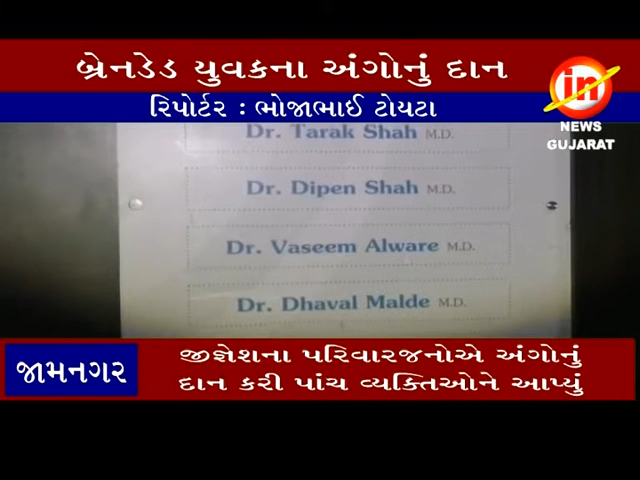 બ્રેનડેડ યુવકના અંગોનું દાન
રિપોર્ટર : ભોજાભાઈ ટોયટા
in
NEWS
GUJARAT
Dr. Tarak Shah M.D.
Dr. Dipen Shah M.D.
Dr. Vaseem Alware M.D.
Dr. Dhaval Malde M.D.
જામનગર
જીજ્ઞેશના પરિવારજનોએ અંગોનું
દાન કરી પાંચ વ્યક્તિઓને આપ્યું